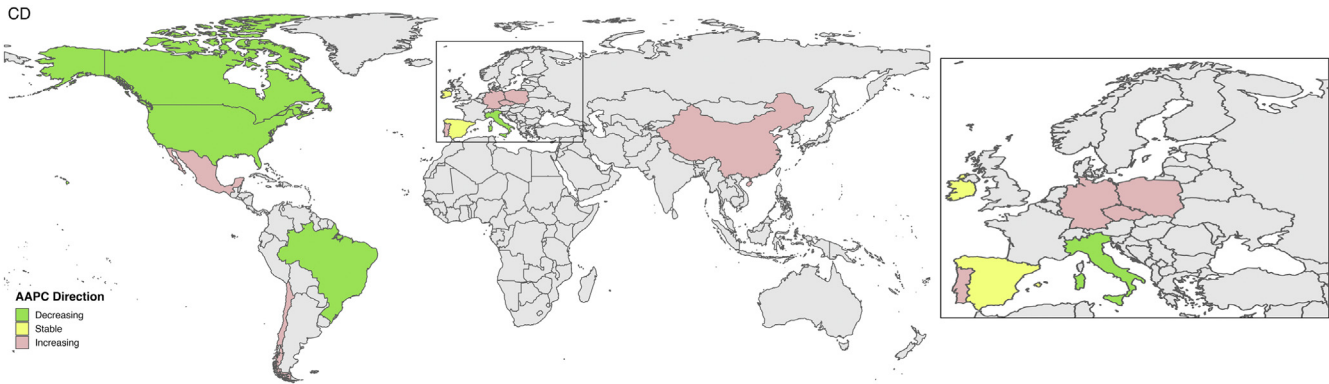 CD
AAPC Direction
Decreasing
Stable
Increasing